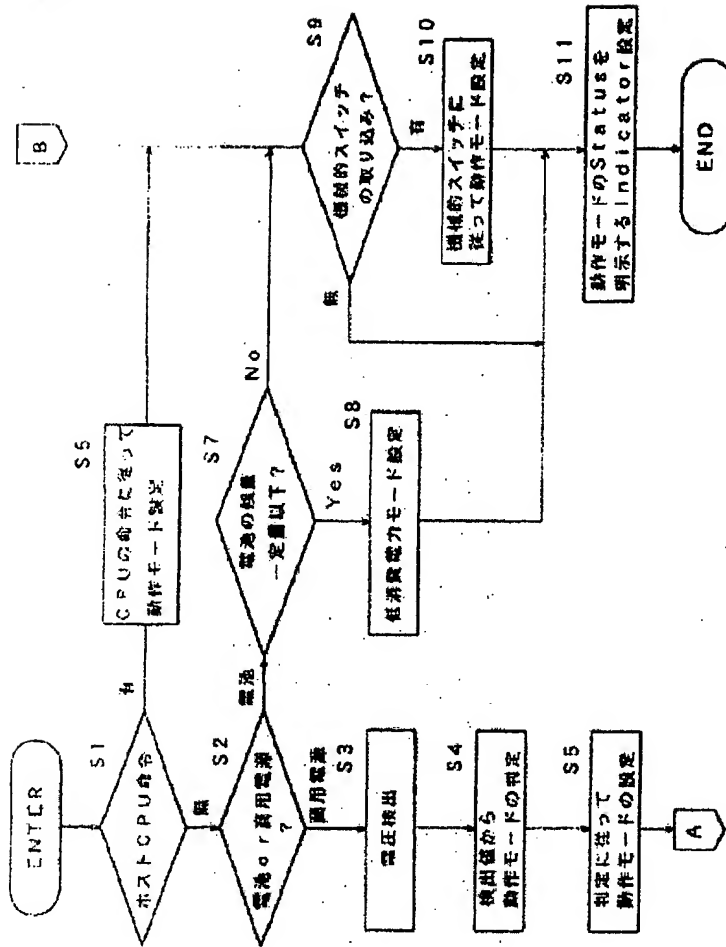 ENTER
S1
ホストCPU命令
有
無
S5
CPUの命令に従って
動作モード設定
S2
電池or商用電源
?
電池
商用電源
S3
電圧検出
S4
検出値から
動作モードの判定
S5
判定に従って
動作モードの設定
A
S7
電池の残量
一定量以下?
No
Yes
S8
低消費電力モード設定
B
S9
機械的スイッチ
の取り込み?
無
有
S10
機械的スイッチに
従って動作モード設定
S11
動作モードのStatusを
明示するIndicator設定
END